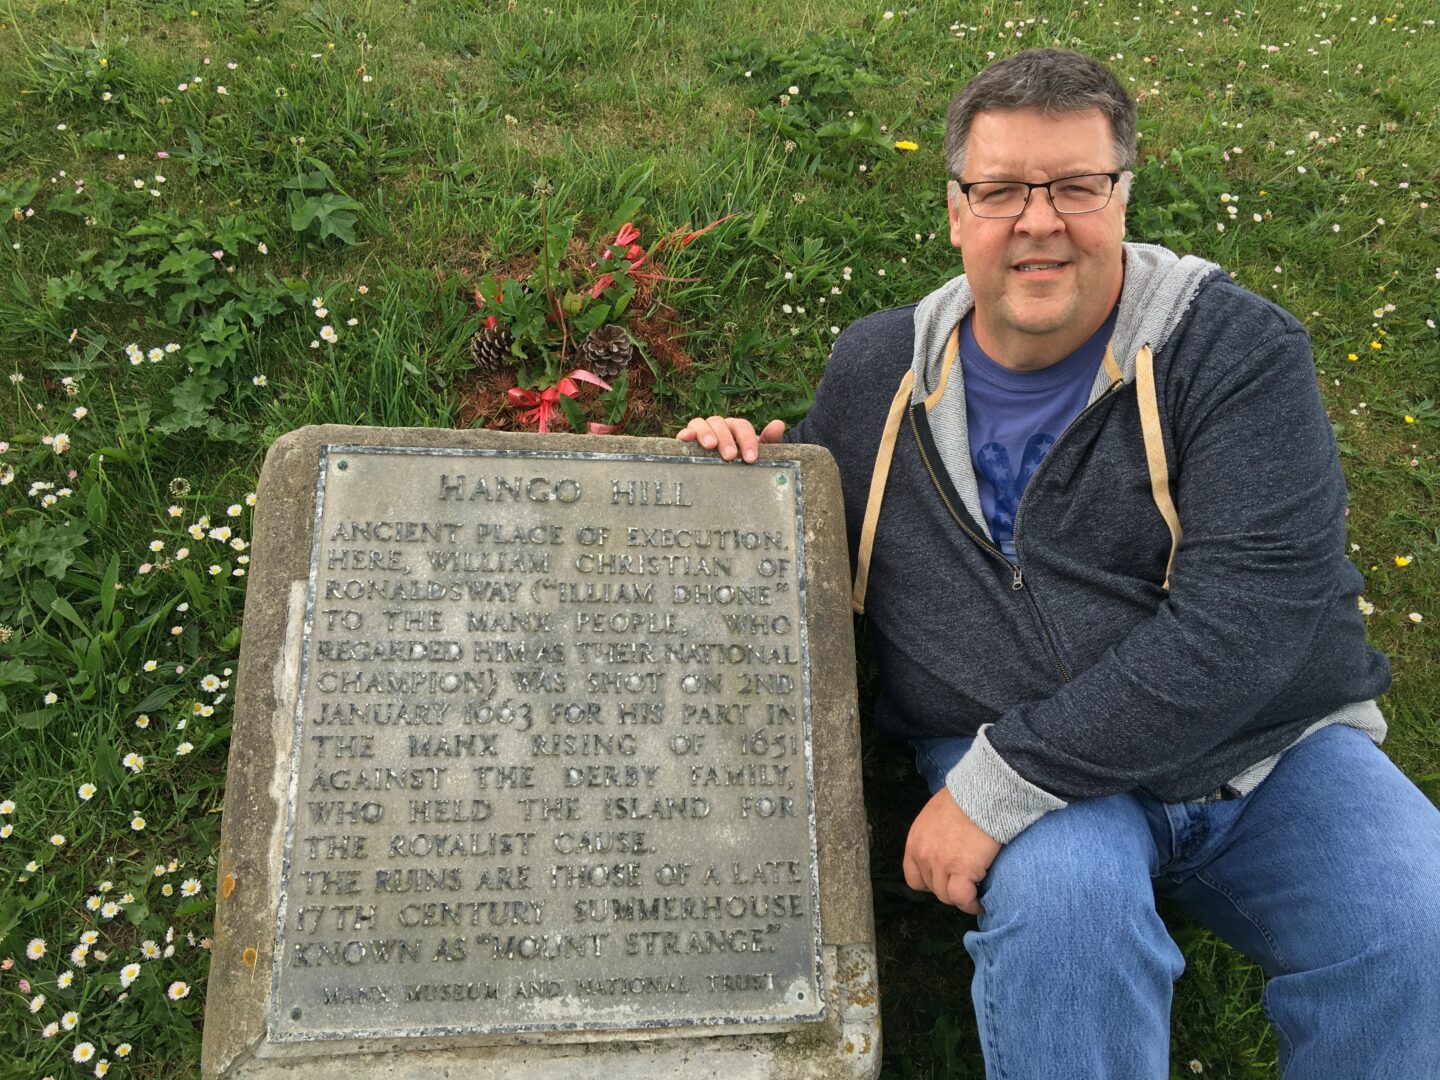 HANGO HILL
ANCIENT PLACE OF EXECUTION.
HERE, WILLIAM CHRISTIAN OF
RONALDSWAY ("ILLIAM DHONE"
TO THE MANX PEOPLE, WHO
REGARDED HIM AS THEIR NATIONAL
CHAMPION) WAS SHOT ON 2ND
JANUARY 1663 FOR HIS PART IN
THE MANX RISING OF 1651
AGAINST THE DERBY FAMILY,
WHO HELD THE ISLAND FOR
THE ROYALIST CAUSE.
THE RUINS ARE THOSE OF A LATE
17TH CENTURY SUMMERHOUSE
KNOWN AS "MOUNT STRANGE."
MANX MUSEUM AND NATIONAL TRUST